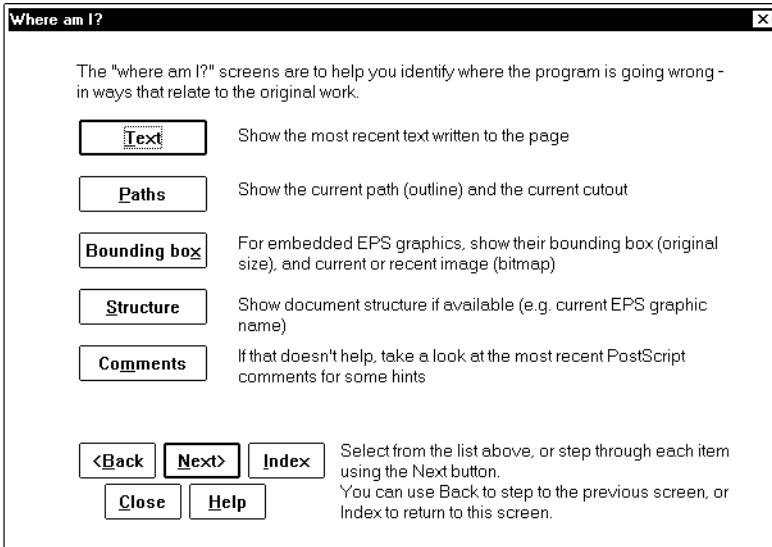 Where am I?
The "where am I?" screens are to help you identify where the program is going wrong -
in ways that relate to the original work.
Text
Show the most recent text written to the page
Paths
Show the current path (outline) and the current cutout
Bounding box
For embedded EPS graphics, show their bounding box (original
size), and current or recent image (bitmap)
Structure
Show document structure if available (e.g. current EPS graphic
name)
Comments
If that doesn't help, take a look at the most recent PostScript
comments for some hints
<Back
Next>
Index
Close
Help
Select from the list above, or step through each item
using the Next button.
You can use Back to step to the previous screen, or
Index to return to this screen.